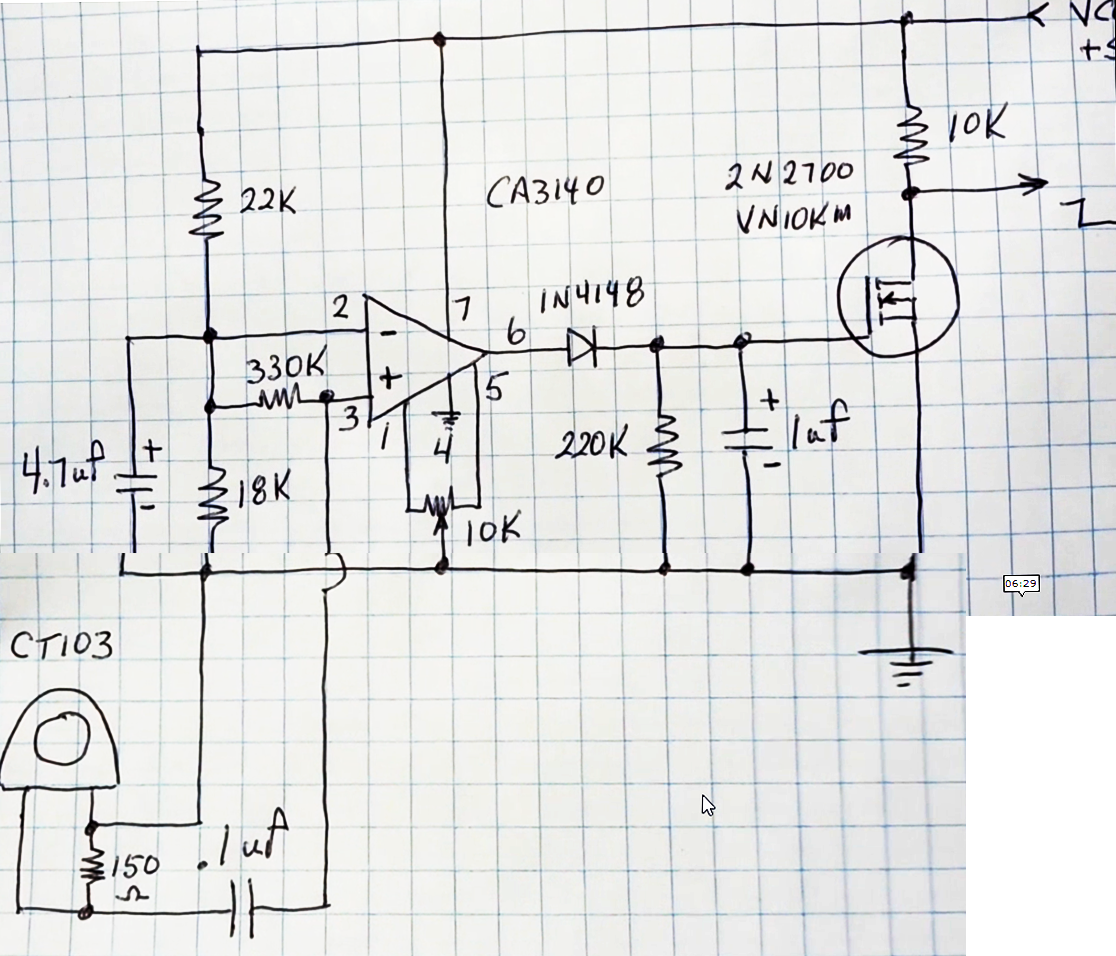 VC
+5
10K
2N2700
VN10KM
CA3140
22K
2
7
1N4148
6
-
330K
+
5
3
1
4
+
4.7uf
-
18K
10K
220K
+
1uf
-
06:29
CT103
150
Ω
.1uf